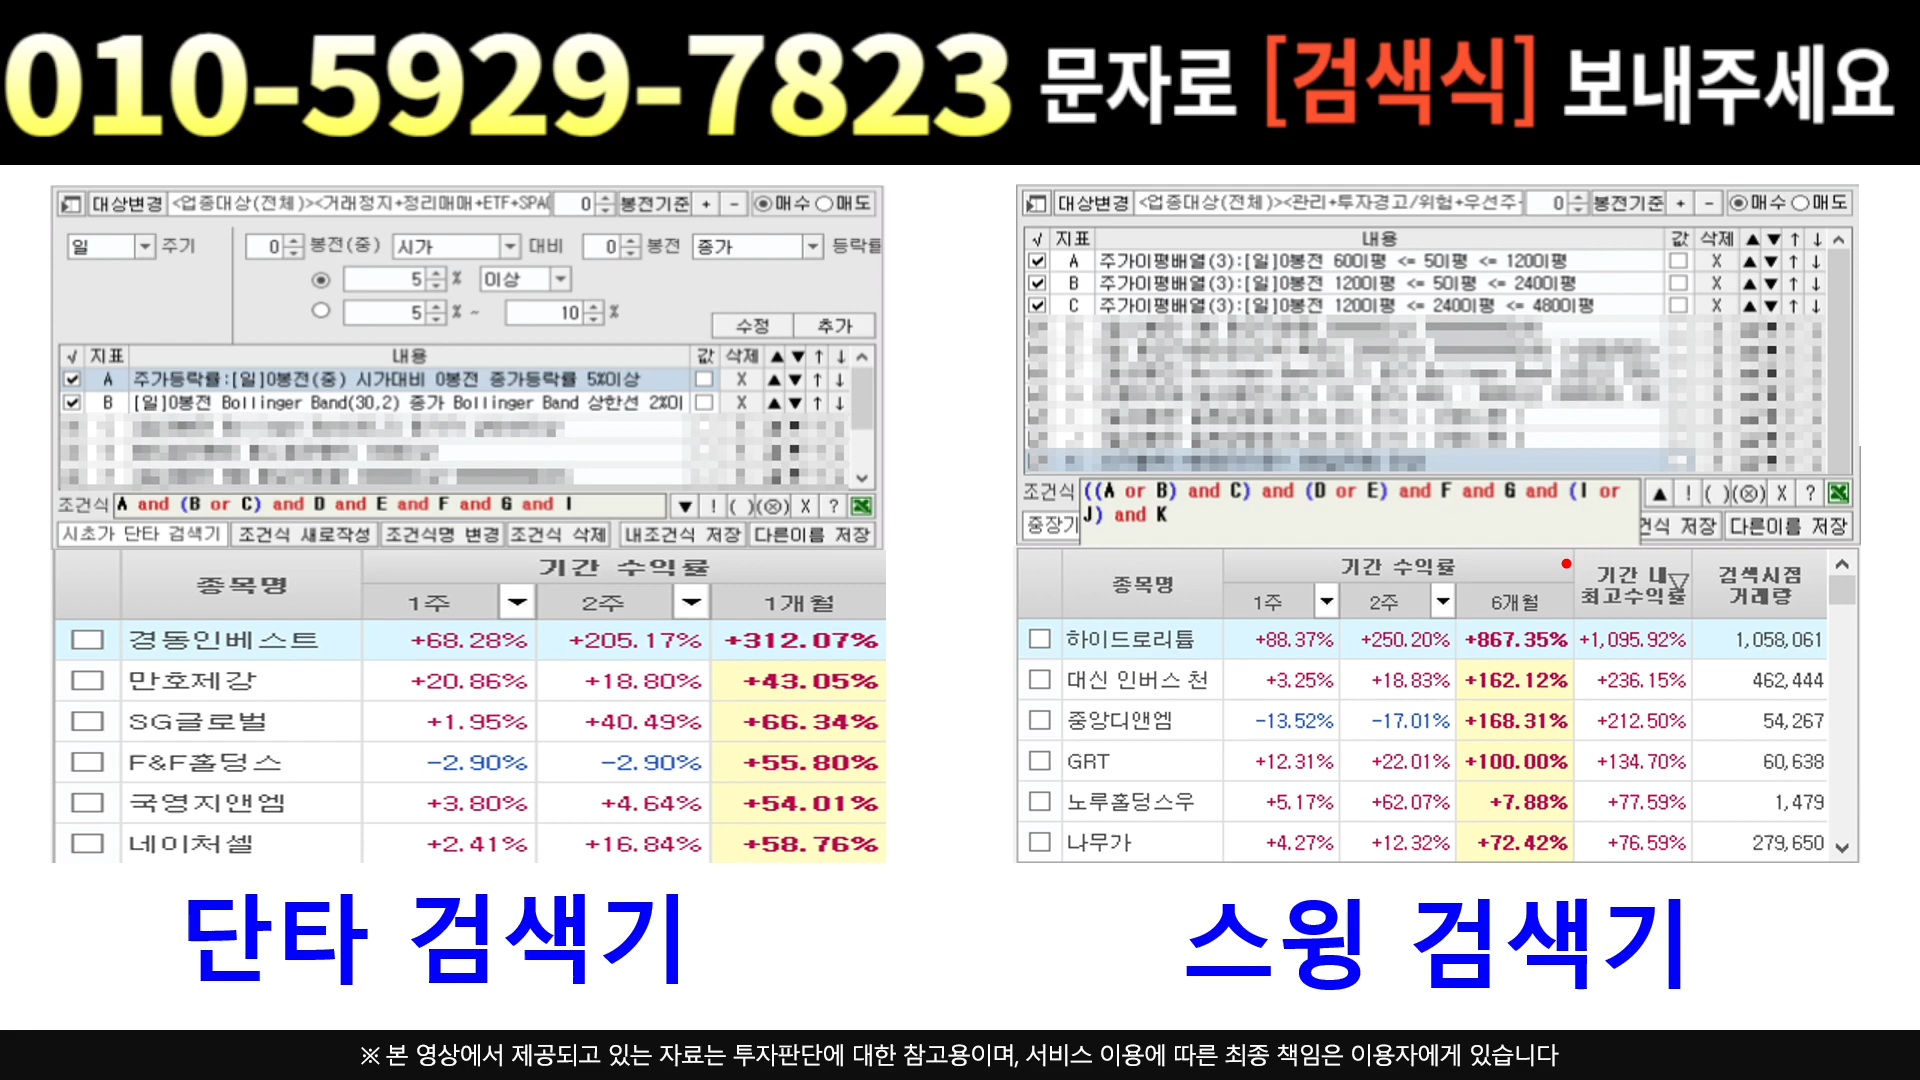 010-5929-7823 문자로 [검색식] 보내주세요
대상변경 <업종대상(전체)><거래정지+정리매매+ETF+SPAC 0 봉전기준 + - 매수 매도
일 주기 0 봉전(중) 시가 대비 0 봉전 종가 등락률
5 % 이상
5 % ~ 10 %
수정 추가
√ 지표 내용 값 삭제 ▲ ▼ ↑ ↓
A 주가등락률:[일]0봉전(중) 시가대비 0봉전 종가등락률 5%이상 X ▲ ▼ ↑ ↓
B [일]0봉전 Bollinger Band(30,2) 종가 Bollinger Band 상한선 2%이 X ▲ ▼ ↑ ↓
조건식 A and (B or C) and D and E and F and G and I ▼ ! ( )(⊗) X ?
시초가 단타 검색기 조건식 새로작성 조건식명 변경 조건식 삭제 내조건식 저장 다른이름 저장
종목명 기간 수익률
1주 2주 1개월
경동인베스트 +68.28% +205.17% +312.07%
만호제강 +20.86% +18.80% +43.05%
SG글로벌 +1.95% +40.49% +66.34%
F&F홀딩스 -2.90% -2.90% +55.80%
국영지앤엠 +3.80% +4.64% +54.01%
네이처셀 +2.41% +16.84% +58.76%
단타 검색기
대상변경 <업종대상(전체)><관리+투자경고/위험+우선주+ 0 봉전기준 + - 매수 매도
√ 지표 내용 값 삭제 ▲ ▼ ↑ ↓
A 주가이평배열(3):[일]0봉전 60이평 <= 5이평 <= 120이평 X ▲ ▼ ↑ ↓
B 주가이평배열(3):[일]0봉전 120이평 <= 5이평 <= 240이평 X ▲ ▼ ↑ ↓
C 주가이평배열(3):[일]0봉전 120이평 <= 240이평 <= 480이평 X ▲ ▼ ↑ ↓
조건식 ((A or B) and C) and (D or E) and F and G and (I or ▲ ! ( )(⊗) X ?
중장기 J) and K 건식 저장 다른이름 저장
종목명 기간 수익률 기간 내 최고수익률 검색시점 거래량
1주 2주 6개월
하이드로리튬 +88.37% +250.20% +867.35% +1,095.92% 1,058,061
대신 인버스 천 +3.25% +18.83% +162.12% +236.15% 462,444
중앙디앤엠 -13.52% -17.01% +168.31% +212.50% 54,267
GRT +12.31% +22.01% +100.00% +134.70% 60,638
노루홀딩스우 +5.17% +62.07% +7.88% +77.59% 1,479
나무가 +4.27% +12.32% +72.42% +76.59% 279,650
스윙 검색기
※ 본 영상에서 제공되고 있는 자료는 투자판단에 대한 참고용이며, 서비스 이용에 따른 최종 책임은 이용자에게 있습니다